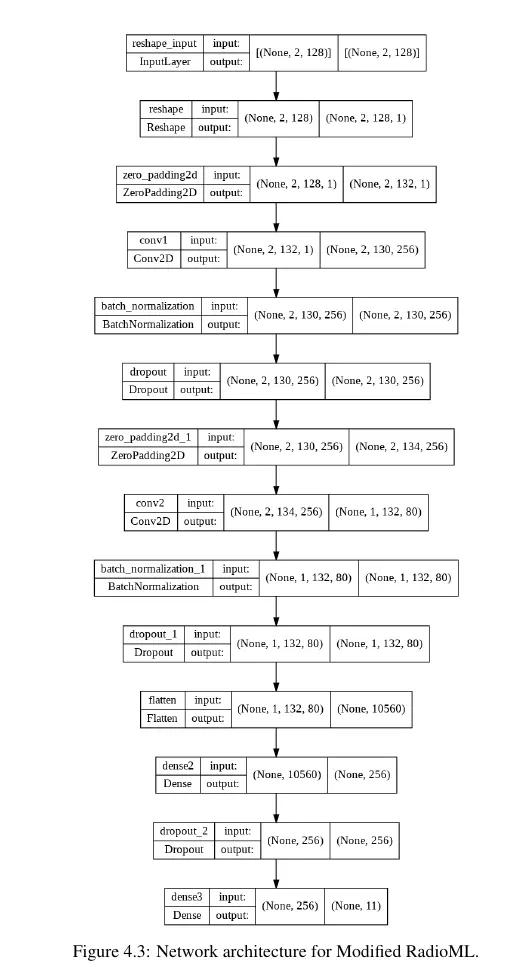 reshape_input input: [(None, 2, 128)] [(None, 2, 128)]
InputLayer output:
reshape input: (None, 2, 128) (None, 2, 128, 1)
Reshape output:
zero_padding2d input: (None, 2, 128, 1) (None, 2, 132, 1)
ZeroPadding2D output:
conv1 input: (None, 2, 132, 1) (None, 2, 130, 256)
Conv2D output:
batch_normalization input: (None, 2, 130, 256) (None, 2, 130, 256)
BatchNormalization output:
dropout input: (None, 2, 130, 256) (None, 2, 130, 256)
Dropout output:
zero_padding2d_1 input: (None, 2, 130, 256) (None, 2, 134, 256)
ZeroPadding2D output:
conv2 input: (None, 2, 134, 256) (None, 1, 132, 80)
Conv2D output:
batch_normalization_1 input: (None, 1, 132, 80) (None, 1, 132, 80)
BatchNormalization output:
dropout_1 input: (None, 1, 132, 80) (None, 1, 132, 80)
Dropout output:
flatten input: (None, 1, 132, 80) (None, 10560)
Flatten output:
dense2 input: (None, 10560) (None, 256)
Dense output:
dropout_2 input: (None, 256) (None, 256)
Dropout output:
dense3 input: (None, 256) (None, 11)
Dense output:
Figure 4.3: Network architecture for Modified RadioML.